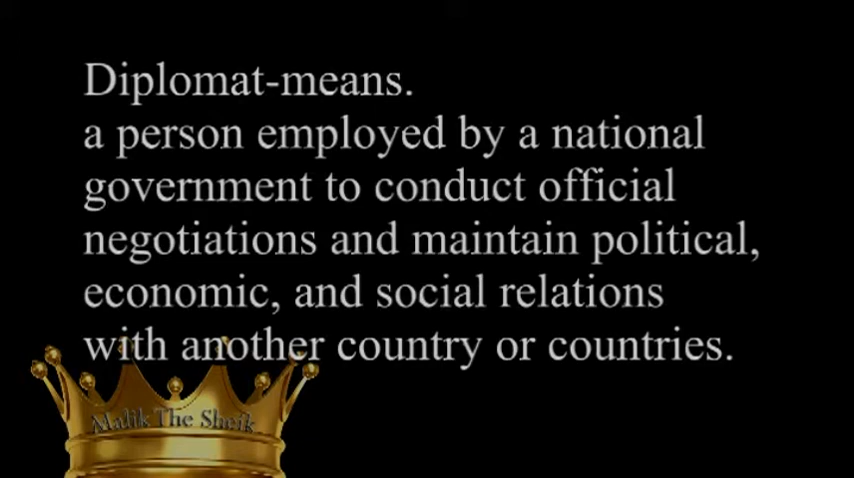 Diplomat-means.
a person employed by a national
government to conduct official
negotiations and maintain political,
economic, and social relations
with another country or countries.
Malik The Sheik